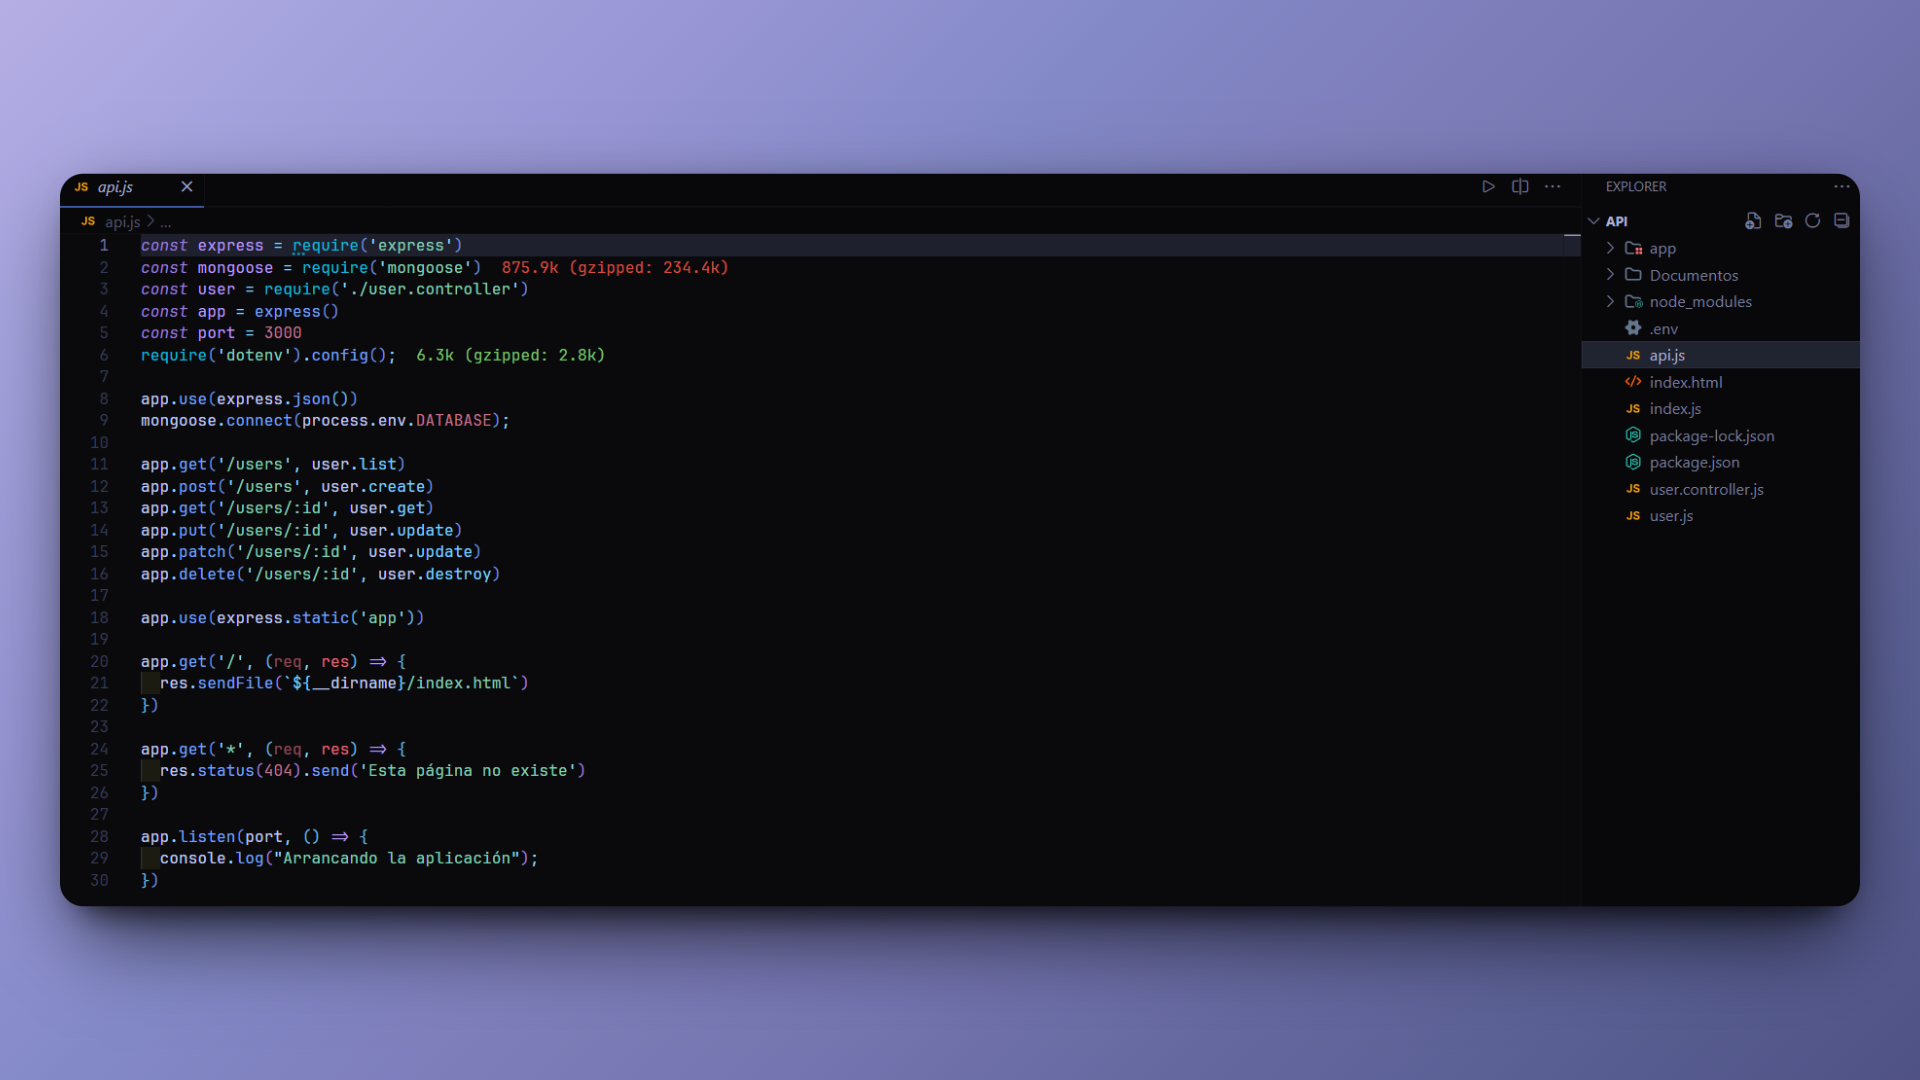 JS api.js
JS api.js > ...
1 const express = require('express')
2 const mongoose = require('mongoose') 875.9k (gzipped: 234.4k)
3 const user = require('./user.controller')
4 const app = express()
5 const port = 3000
6 require('dotenv').config(); 6.3k (gzipped: 2.8k)
7
8 app.use(express.json())
9 mongoose.connect(process.env.DATABASE);
10
11 app.get('/users', user.list)
12 app.post('/users', user.create)
13 app.get('/users/:id', user.get)
14 app.put('/users/:id', user.update)
15 app.patch('/users/:id', user.update)
16 app.delete('/users/:id', user.destroy)
17
18 app.use(express.static('app'))
19
20 app.get('/', (req, res) => {
21   res.sendFile(`${__dirname}/index.html`)
22 })
23
24 app.get('*', (req, res) => {
25   res.status(404).send('Esta página no existe')
26 })
27
28 app.listen(port, () => {
29   console.log("Arrancando la aplicación");
30 })
EXPLORER
API
app
Documentos
node_modules
.env
JS api.js
index.html
JS index.js
package-lock.json
package.json
JS user.controller.js
JS user.js